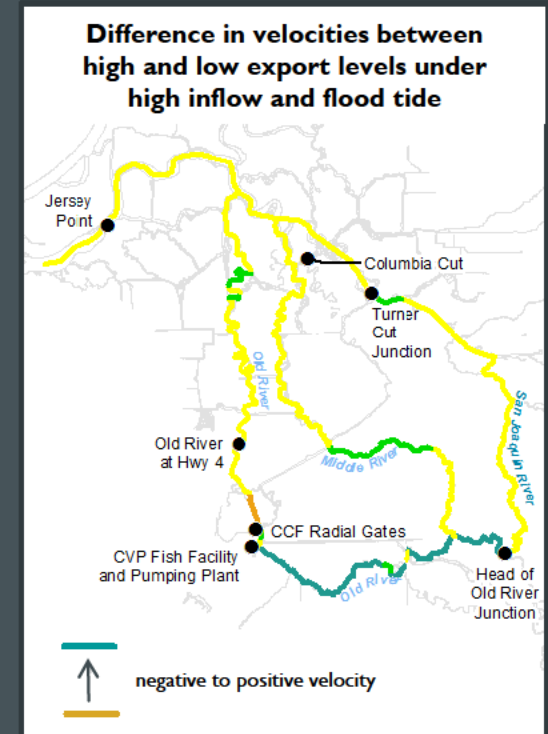 Difference in velocities between
high and low export levels under
high inflow and flood tide
Jersey
Point
Columbia Cut
Turner
Cut
Junction
Old River
San Joaquin River
Old River
at Hwy 4
Middle River
CCF Radial Gates
CVP Fish Facility
and Pumping Plant
Old River
Head of
Old River
Junction
negative to positive velocity